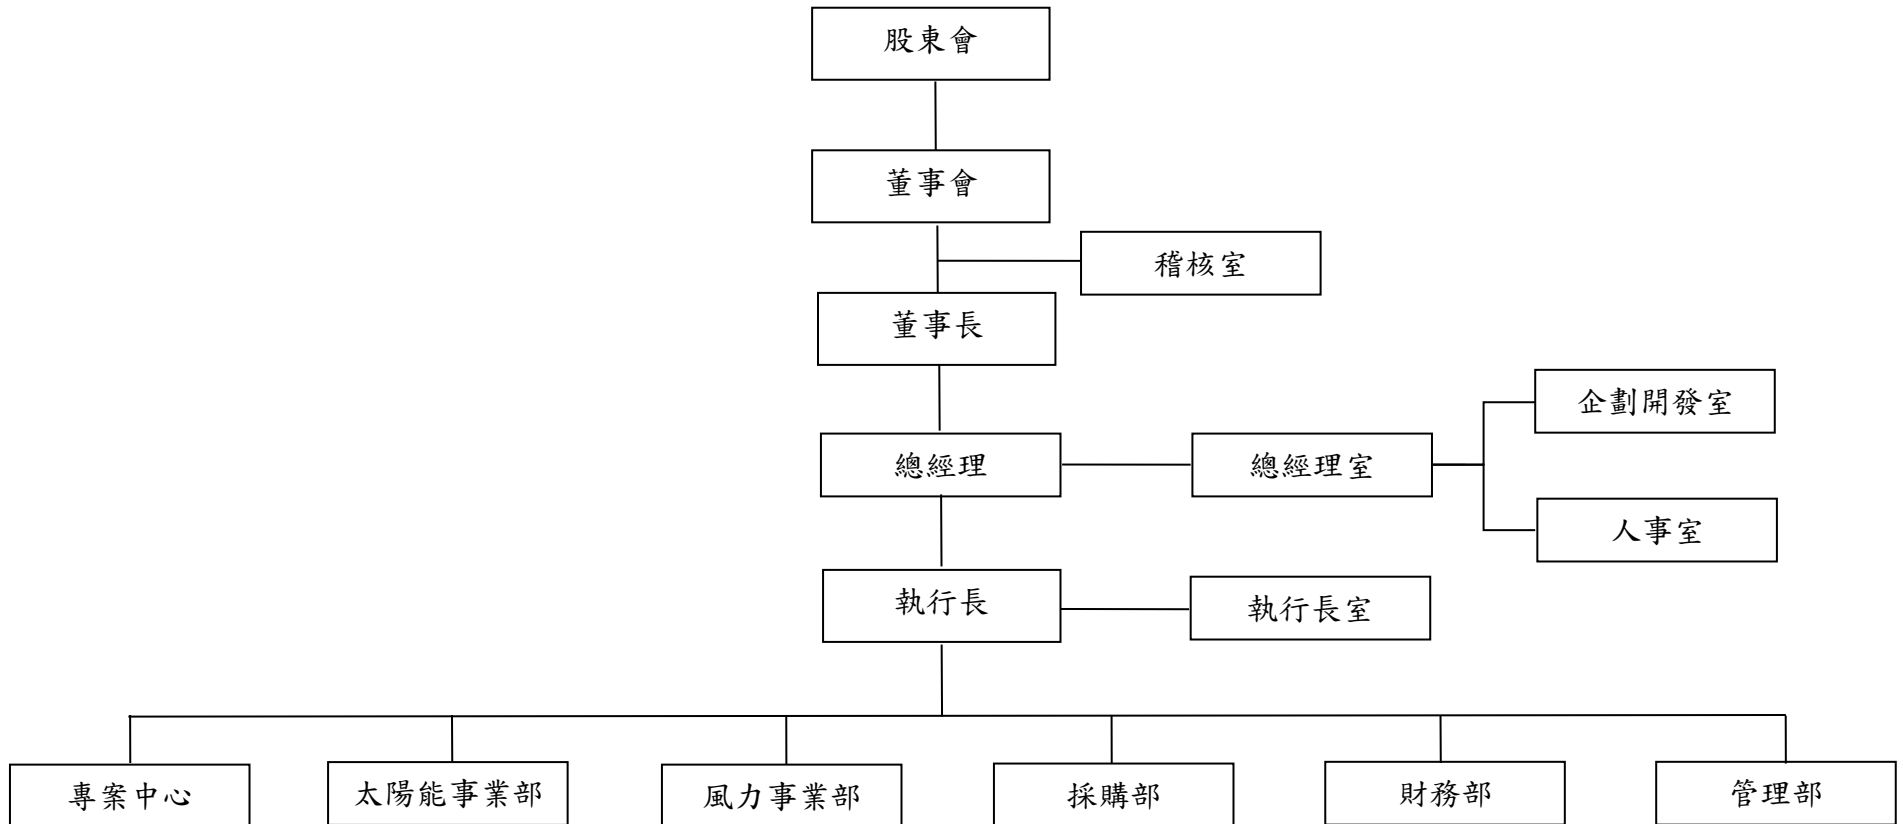 股東會
董事會
稽核室
董事長
企劃開發室
總經理
總經理室
人事室
執行長
執行長室
專案中心
太陽能事業部
風力事業部
採購部
財務部
管理部